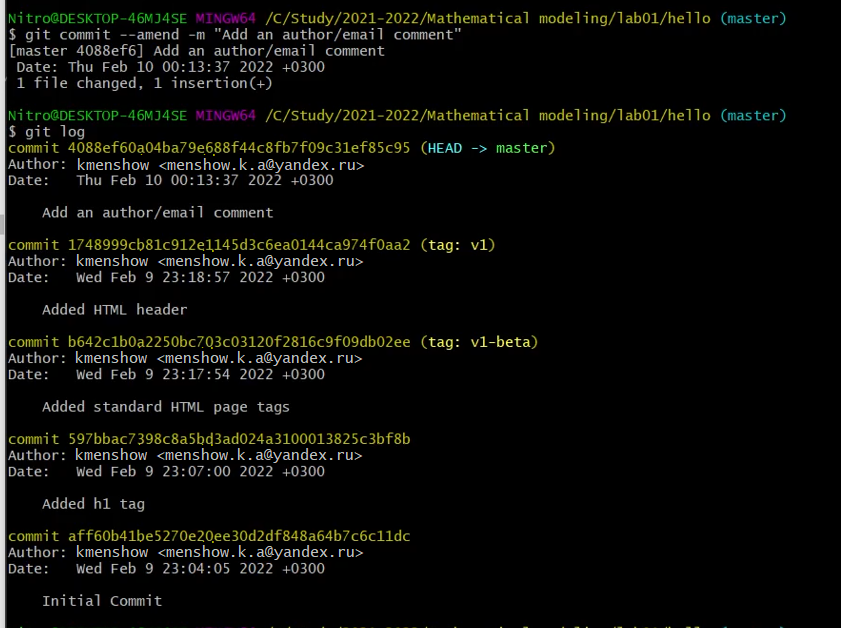 Nitro@DESKTOP-46MJ4SE MINGW64 /C/Study/2021-2022/Mathematical modeling/lab01/hello (master)
$ git commit --amend -m "Add an author/email comment"
[master 4088ef6] Add an author/email comment
Date: Thu Feb 10 00:13:37 2022 +0300
1 file changed, 1 insertion(+)
Nitro@DESKTOP-46MJ4SE MINGW64 /C/Study/2021-2022/Mathematical modeling/lab01/hello (master)
$ git log
commit 4088ef60a04ba79e688f44c8fb7f09c31ef85c95 (HEAD -> master)
Author: kmenshow <menshow.k.a@yandex.ru>
Date: Thu Feb 10 00:13:37 2022 +0300
Add an author/email comment
commit 1748999cb81c912e1145d3c6ea0144ca974f0aa2 (tag: v1)
Author: kmenshow <menshow.k.a@yandex.ru>
Date: Wed Feb 9 23:18:57 2022 +0300
Added HTML header
commit b642c1b0a2250bc703c03120f2816c9f09db02ee (tag: v1-beta)
Author: kmenshow <menshow.k.a@yandex.ru>
Date: Wed Feb 9 23:17:54 2022 +0300
Added standard HTML page tags
commit 597bbac7398c8a5bd3ad024a3100013825c3bf8b
Author: kmenshow <menshow.k.a@yandex.ru>
Date: Wed Feb 9 23:07:00 2022 +0300
Added h1 tag
commit aff60b41be5270e20ee30d2df848a64b7c6c11dc
Author: kmenshow <menshow.k.a@yandex.ru>
Date: Wed Feb 9 23:04:05 2022 +0300
Initial Commit